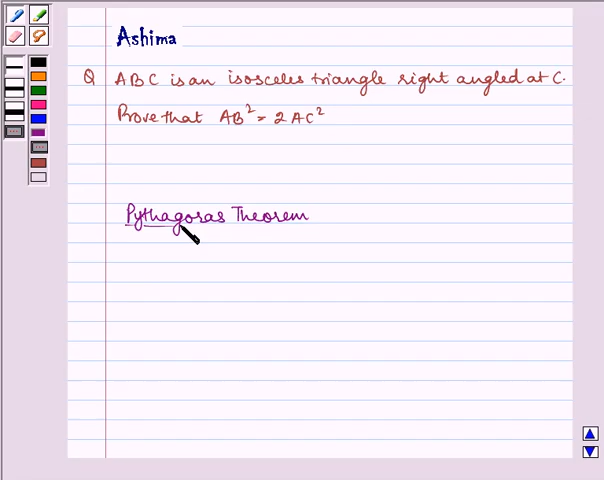 Ashima
Q ABC is an isosceles triangle right angled at C.
Prove that AB² = 2AC²
Pythagoras Theorem